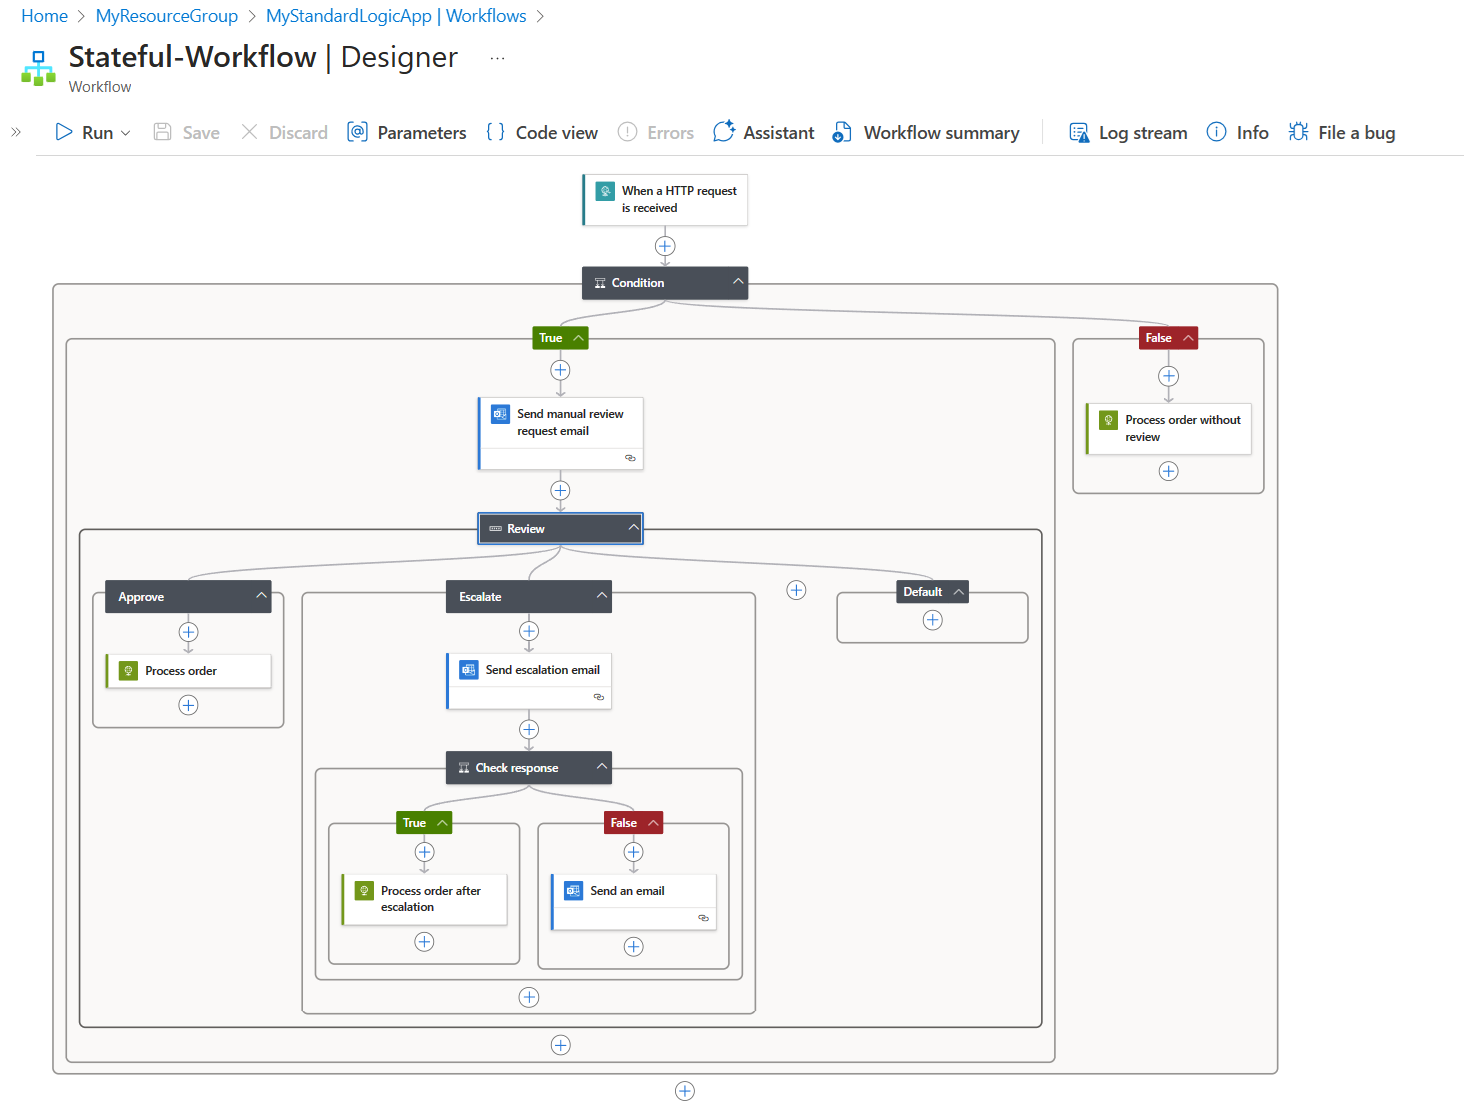 Home > MyResourceGroup > MyStandardLogicApp | Workflows >
Stateful-Workflow | Designer ...
Workflow
Run
Save
Discard
Parameters
Code view
Errors
Assistant
Workflow summary
Log stream
Info
File a bug
When a HTTP request
is received
Condition
True
False
Send manual review
request email
Process order without
review
Review
Approve
Escalate
Default
Process order
Send escalation email
Check response
True
False
Process order after
escalation
Send an email